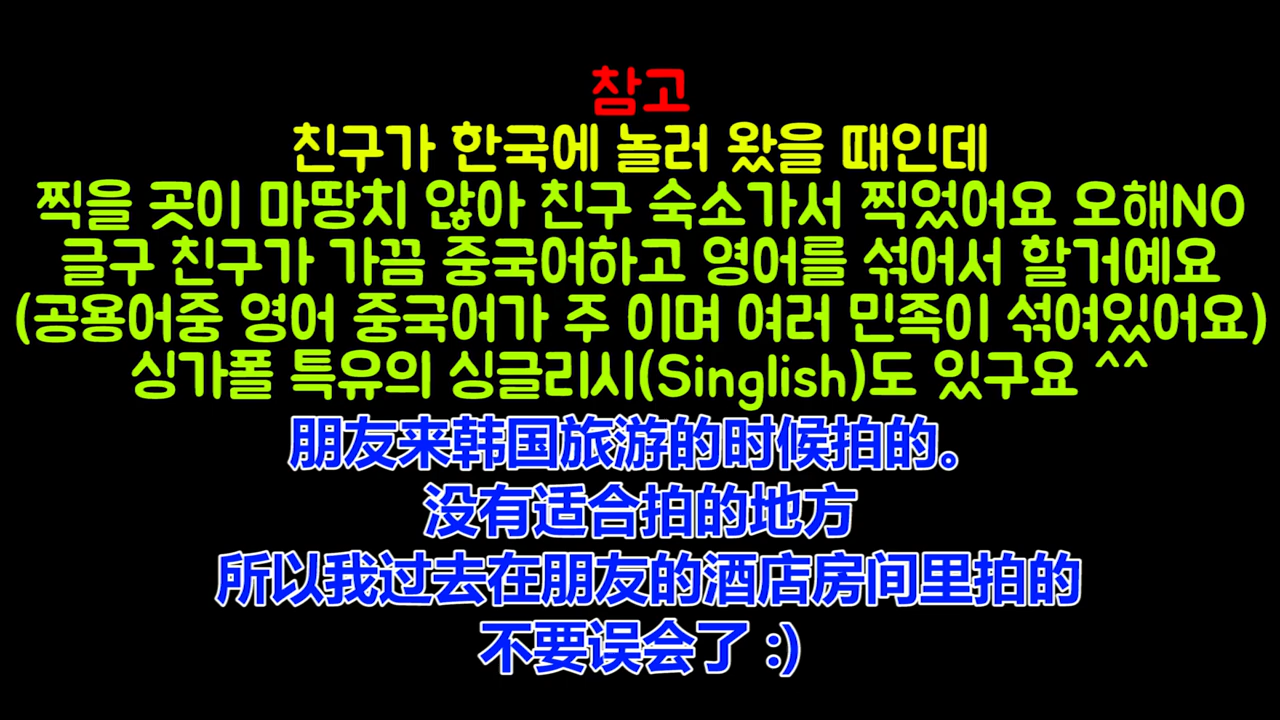 참고
친구가 한국에 놀러 왔을 때인데
찍을 곳이 마땅치 않아 친구 숙소가서 찍었어요 오해NO
글구 친구가 가끔 중국어하고 영어를 섞어서 할거예요
(공용어중 영어 중국어가 주 이며 여러 민족이 섞여있어요)
싱가폴 특유의 싱글리시(Singlish)도 있구요 ^^
朋友来韩国旅游的时候拍的。
没有适合拍的地方
所以我过去在朋友的酒店房间里拍的
不要误会了 :)